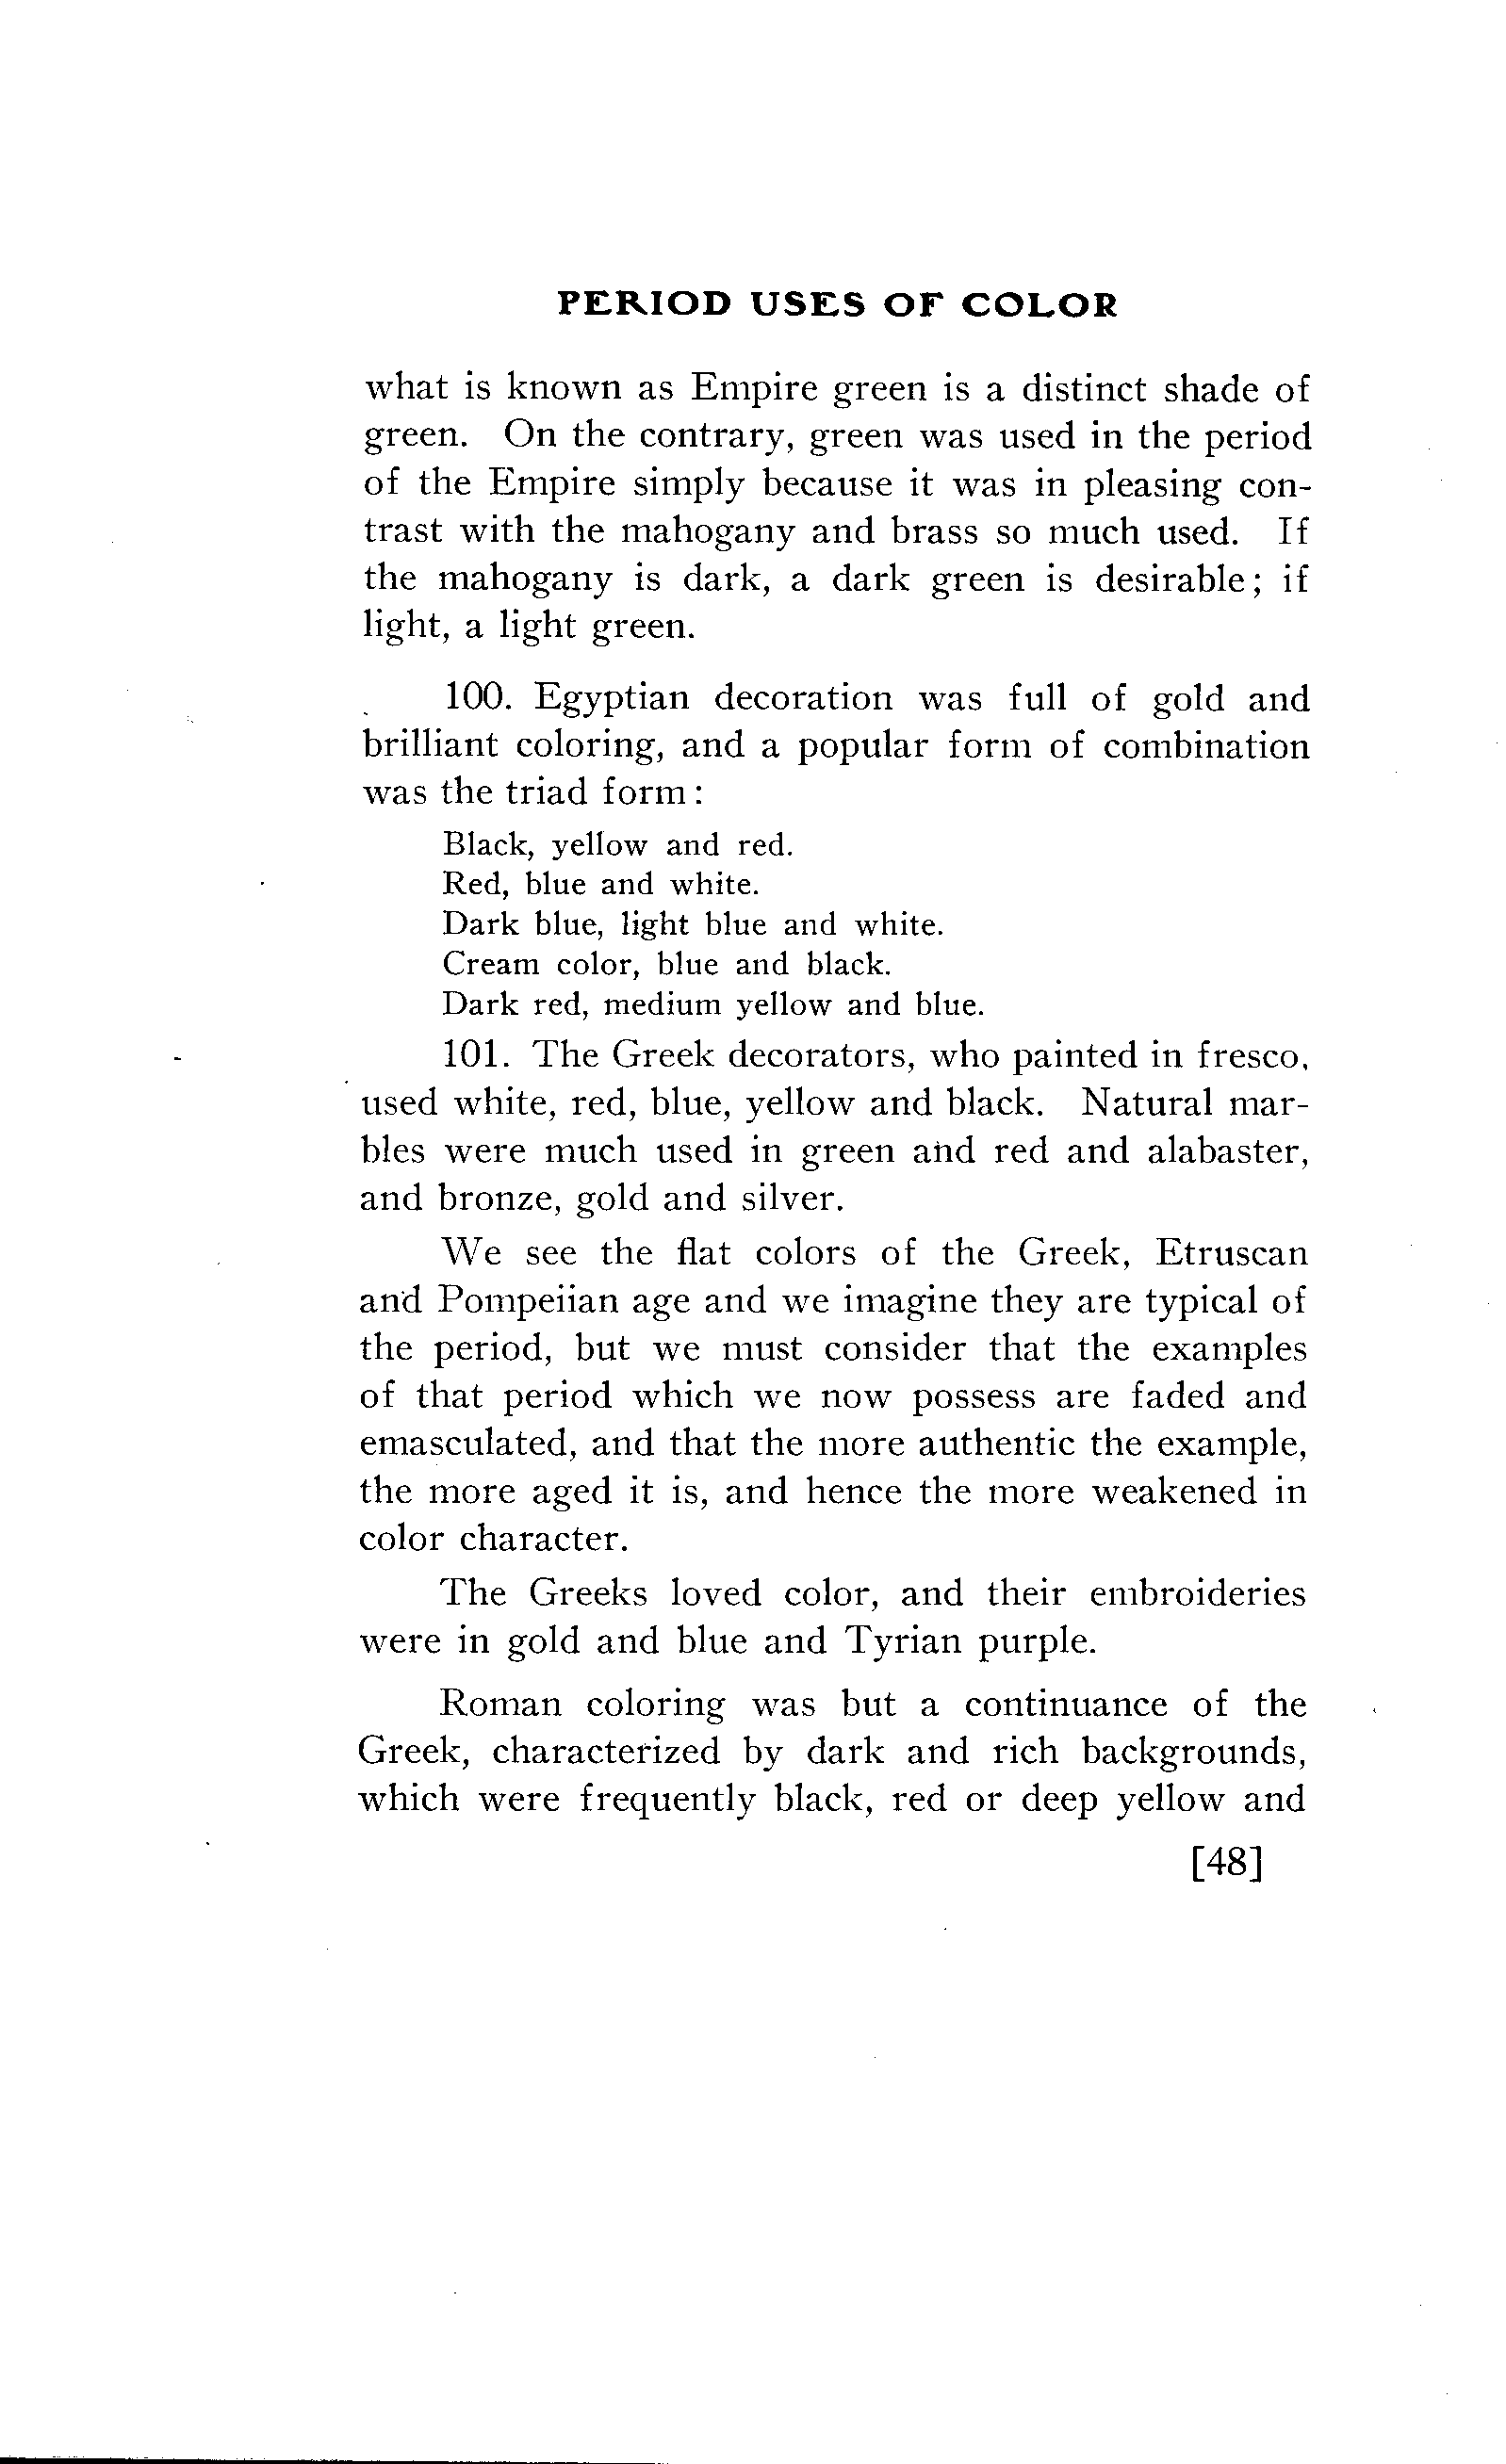 PERIOD USES OF COLOR
what is known as Empire green is a distinct shade of
green. On the contrary, green was used in the period
of the Empire simply because it was in pleasing con-
trast with the mahogany and brass so much used. If
the mahogany is dark, a dark green is desirable; if
light, a light green.
100. Egyptian decoration was full of gold and
brilliant coloring, and a popular form of combination
was the triad form:
Black, yellow and red.
Red, blue and white.
Dark blue, light blue and white.
Cream color, blue and black.
Dark red, medium yellow and blue.
101. The Greek decorators, who painted in fresco,
used white, red, blue, yellow and black. Natural mar-
bles were much used in green and red and alabaster,
and bronze, gold and silver.
We see the flat colors of the Greek, Etruscan
and Pompeiian age and we imagine they are typical of
the period, but we must consider that the examples
of that period which we now possess are faded and
emasculated, and that the more authentic the example,
the more aged it is, and hence the more weakened in
color character.
The Greeks loved color, and their embroideries
were in gold and blue and Tyrian purple.
Roman coloring was but a continuance of the
Greek, characterized by dark and rich backgrounds,
which were frequently black, red or deep yellow and
[48]